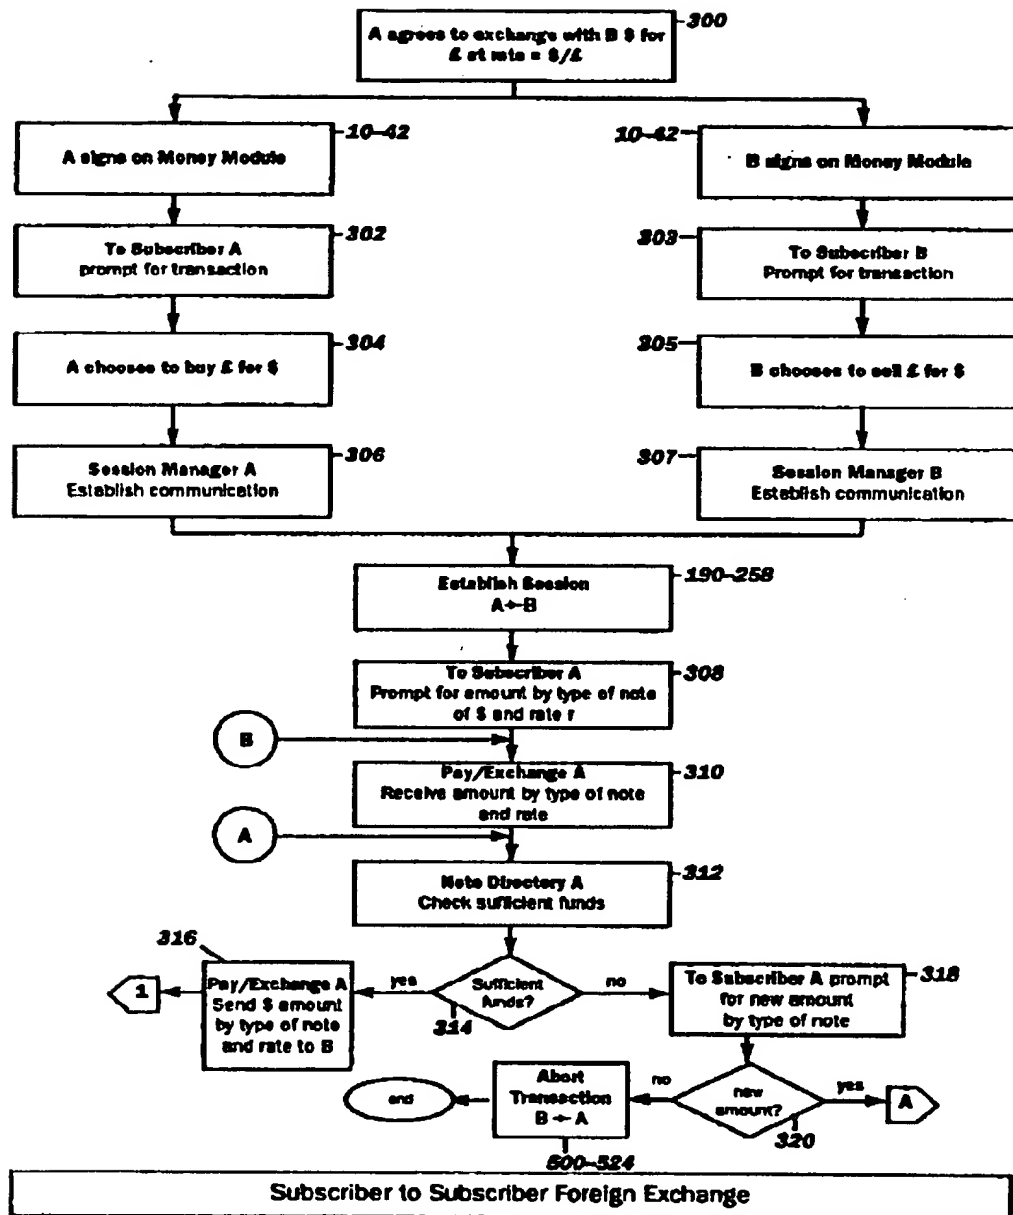 300
A agrees to exchange with B $ for
£ at rate = $/£
10–42
A signs on Money Module
10–42
B signs on Money Module
302
To Subscriber A
prompt for transaction
303
To Subscriber B
Prompt for transaction
304
A chooses to buy £ for $
305
B chooses to sell £ for $
306
Session Manager A
Establish communication
307
Session Manager B
Establish communication
190–258
Establish Session
A←B
308
To Subscriber A
Prompt for amount by type of note
of $ and rate r
B
310
Pay/Exchange A
Receive amount by type of note
and rate
A
312
Note Directory A
Check sufficient funds
316
Pay/Exchange A
Send $ amount
by type of note
and rate to B
1
yes
Sufficient
funds?
314
no
318
To Subscriber A prompt
for new amount
by type of note
end
Abort
Transaction
B ← A
500–524
no
new
amount?
320
yes
A
Subscriber to Subscriber Foreign Exchange